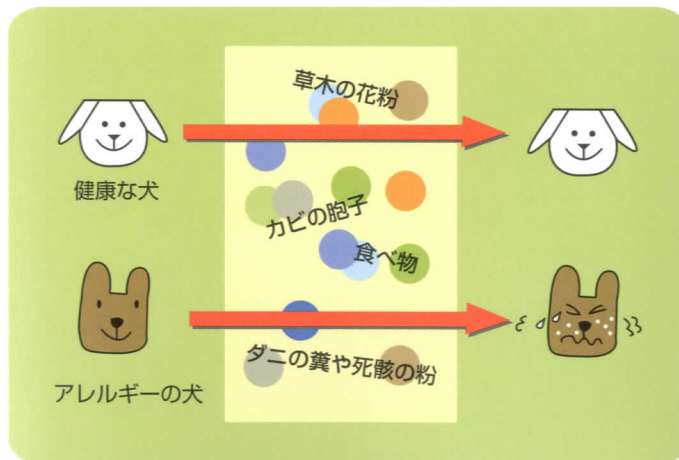 草木の花粉
健康な犬
カビの胞子
食べ物
ダニの糞や死骸の粉
アレルギーの犬